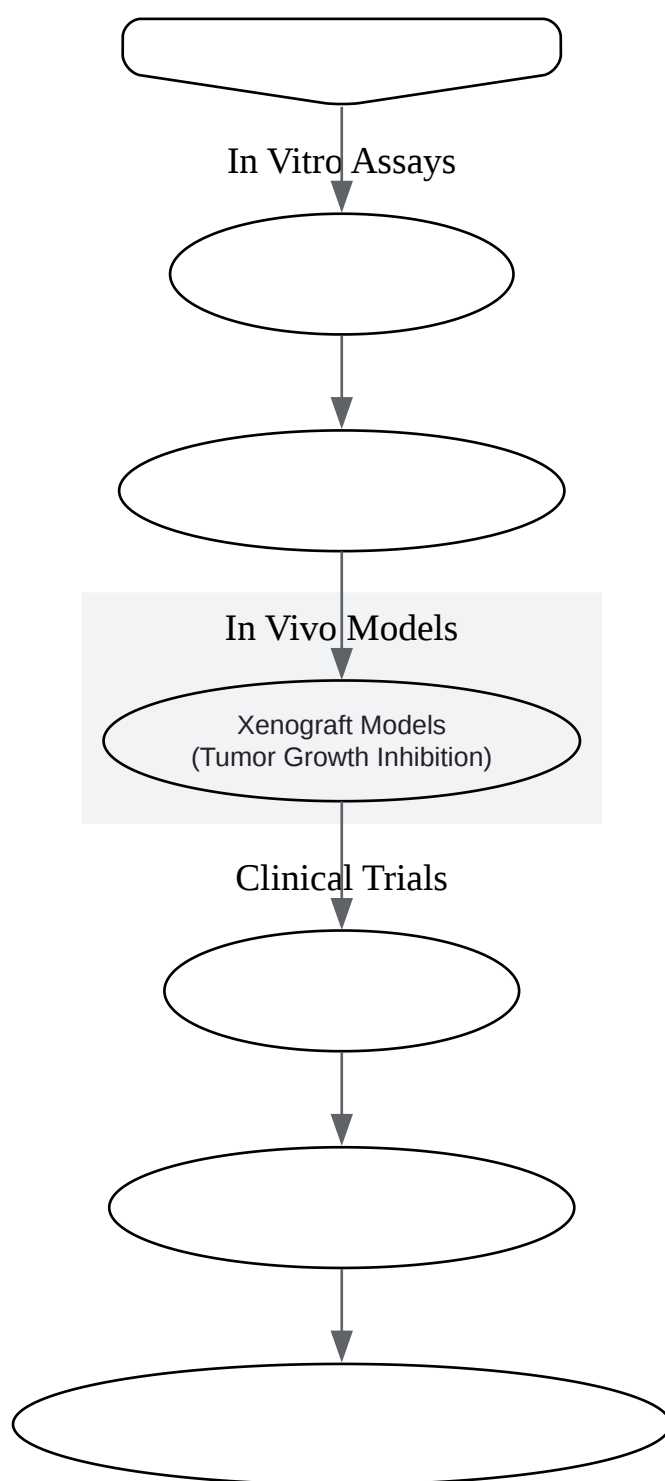 In Vitro Assays
In Vivo Models
Xenograft Models
(Tumor Growth Inhibition)
Clinical Trials